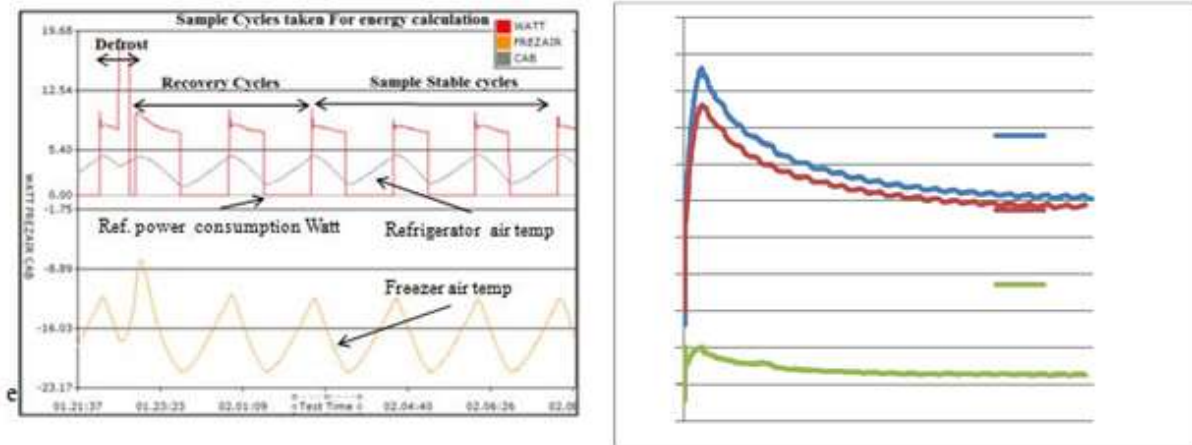 Sample Cycles taken For energy calculation
19.68
WATT
FREZAIR
CAB
Defrost
Recovery Cycles
Sample Stable cycles
12.54
5.40
0.00
-1.75
Ref. power consumption Watt
Refrigerator air temp
WATT FREZAIR CAB
-8.89
Freezer air temp
-16.03
-23.17
e
01.21:37
01.23:23
02.01:09
Test Time
02.04:40
02.06:26